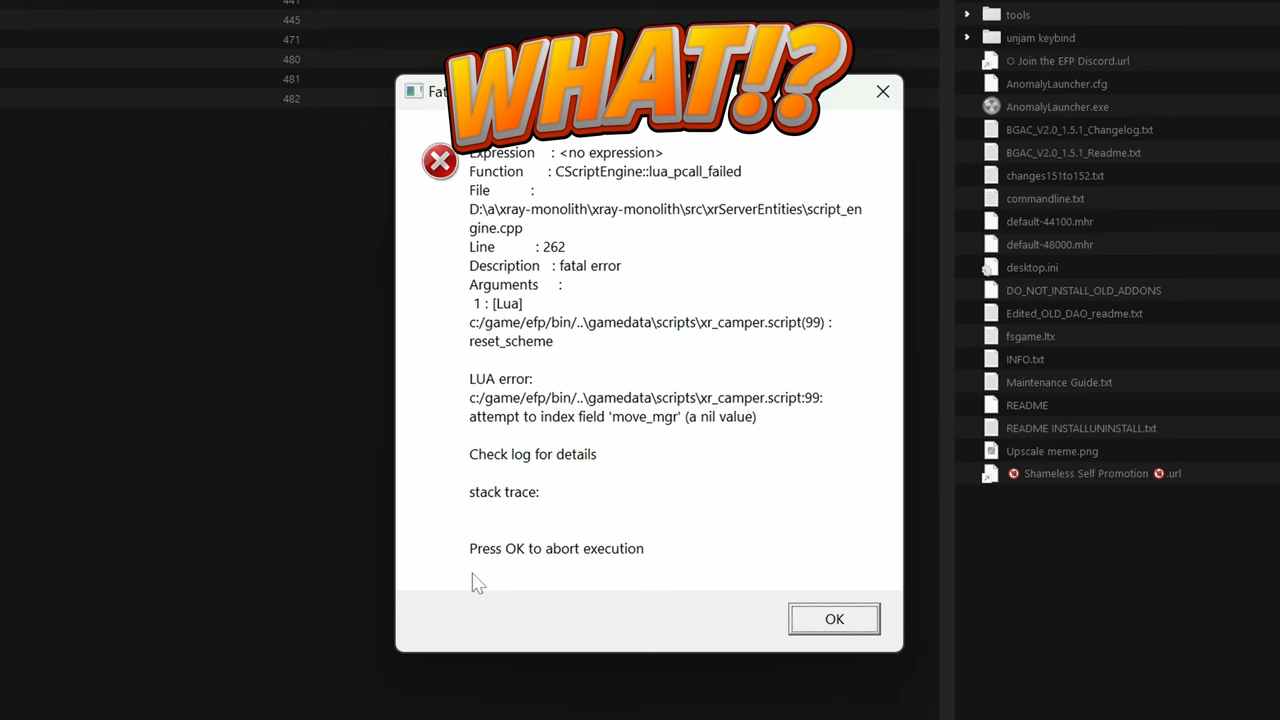 441
445
471
480
481
482
WHAT!?
Fat
Expression : <no expression>
Function : CScriptEngine::lua_pcall_failed
File :
D:\a\xray-monolith\xray-monolith\src\xrServerEntities\script_en
gine.cpp
Line : 262
Description : fatal error
Arguments :
1 : [Lua]
c:/game/efp/bin/..\gamedata\scripts\xr_camper.script(99) :
reset_scheme
LUA error:
c:/game/efp/bin/..\gamedata\scripts\xr_camper.script:99:
attempt to index field 'move_mgr' (a nil value)
Check log for details
stack trace:
Press OK to abort execution
OK
tools
unjam keybind
○ Join the EFP Discord.url
AnomalyLauncher.cfg
AnomalyLauncher.exe
BGAC_V2.0_1.5.1_Changelog.txt
BGAC_V2.0_1.5.1_Readme.txt
changes151to152.txt
commandline.txt
default-44100.mhr
default-48000.mhr
desktop.ini
DO_NOT_INSTALL_OLD_ADDONS
Edited_OLD_DAO_readme.txt
fsgame.ltx
INFO.txt
Maintenance Guide.txt
README
README INSTALUNINSTALL.txt
Upscale meme.png
Shameless Self Promotion .url